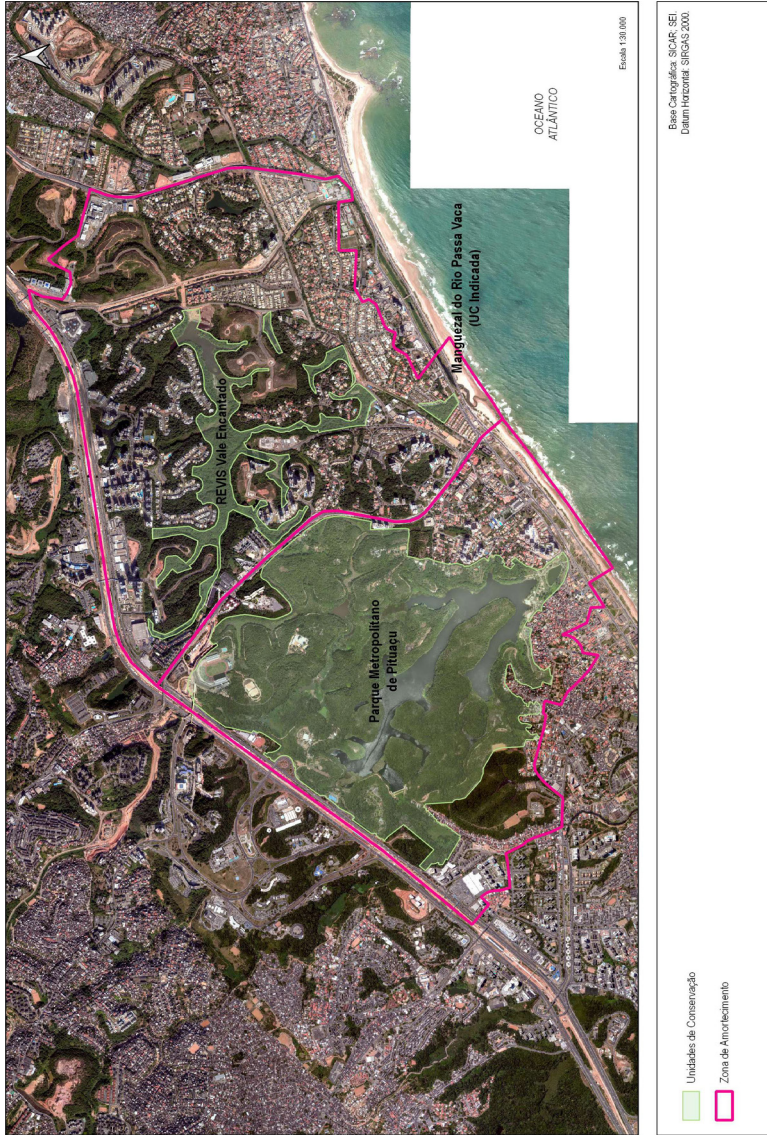 Escala 1:30.000
OCEANO
ATLÂNTICO
Manguezal do Rio Passa Vaca
(UC Indicada)
REVIS Vale Encantado
Parque Metropolitano
de Pituaçu
Unidades de Conservação
Zona de Amortecimento
Base Cartográfica: SICAR; SEI.
Datum Horizontal: SIRGAS 2000.